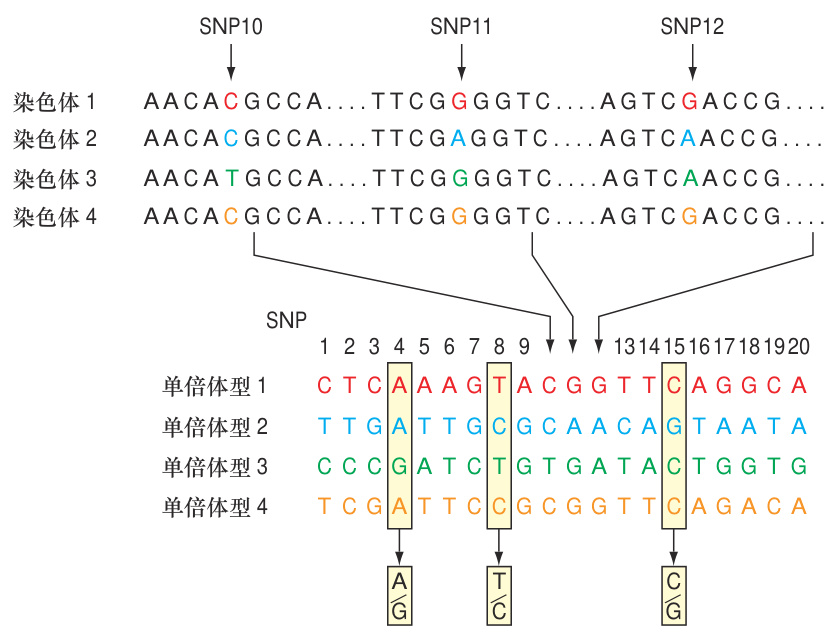 SNP10 SNP11 SNP12
染色体 1 AACACGCCA....TTCGGGGTC....AGTCGACCG....
染色体 2 AACACGCCA....TTCGAGGTC....AGTCAACCG....
染色体 3 AACATGCCA....TTCGGGGTC....AGTCAACCG....
染色体 4 AACACGCCA....TTCGGGGTC....AGTCGACCG....
SNP
1 2 3 4 5 6 7 8 9 13 14 15 16 17 18 19 20
单倍体型 1 C T C A A A G T A C G G T T C A G G C A
单倍体型 2 T T G A T T G C G C A A C A G T A A T A
单倍体型 3 C C C G A T C T G T G A T A C T G G T G
单倍体型 4 T C G A T T C C G C G G T T C A G A C A
A/G T/C C/G